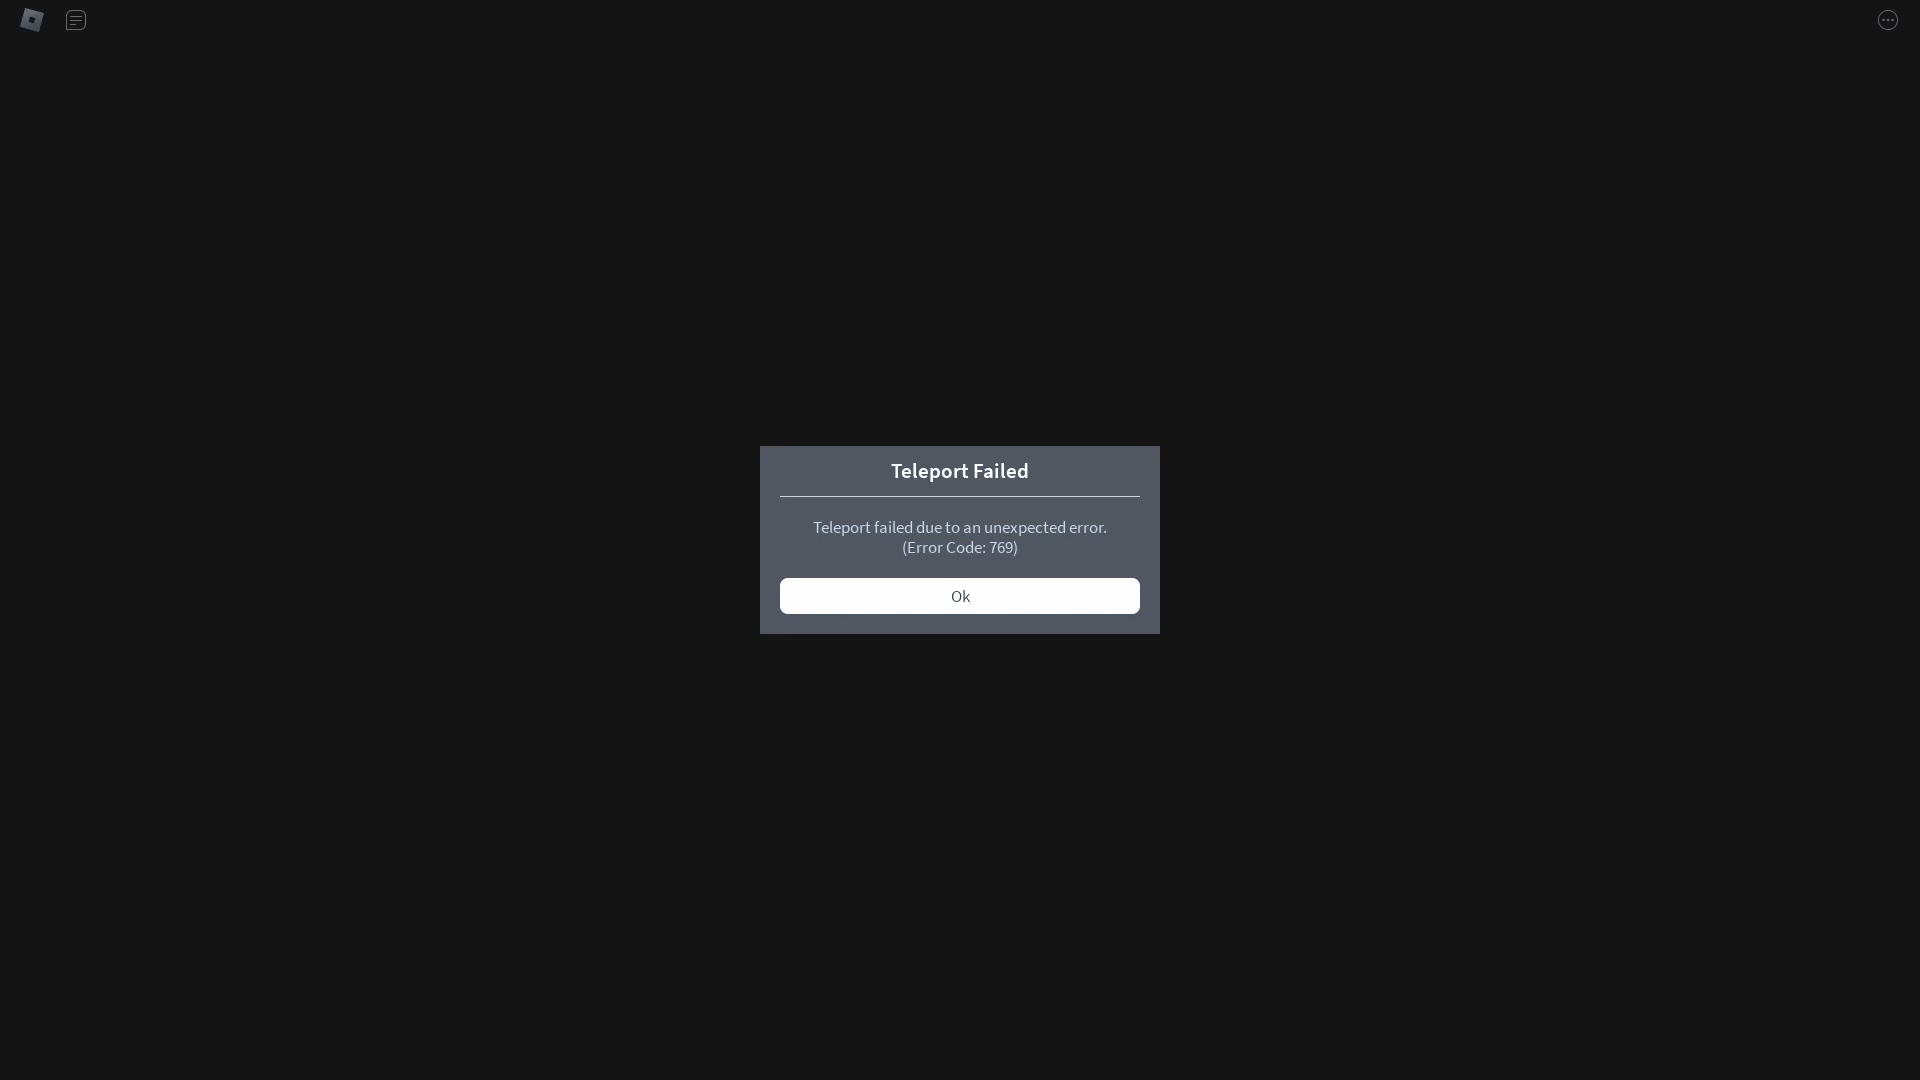 Teleport Failed
Teleport failed due to an unexpected error.
(Error Code: 769)
Ok